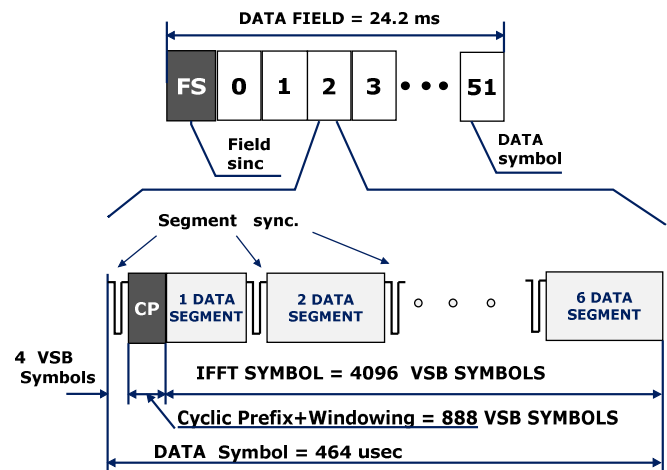 DATA FIELD = 24.2 ms
FS 0 1 2 3 • • • 51
Field
sinc
DATA
symbol
Segment sync.
CP
1 DATA
SEGMENT
2 DATA
SEGMENT
6 DATA
SEGMENT
4 VSB
Symbols
IFFT SYMBOL = 4096 VSB SYMBOLS
Cyclic Prefix+Windowing = 888 VSB SYMBOLS
DATA Symbol = 464 usec